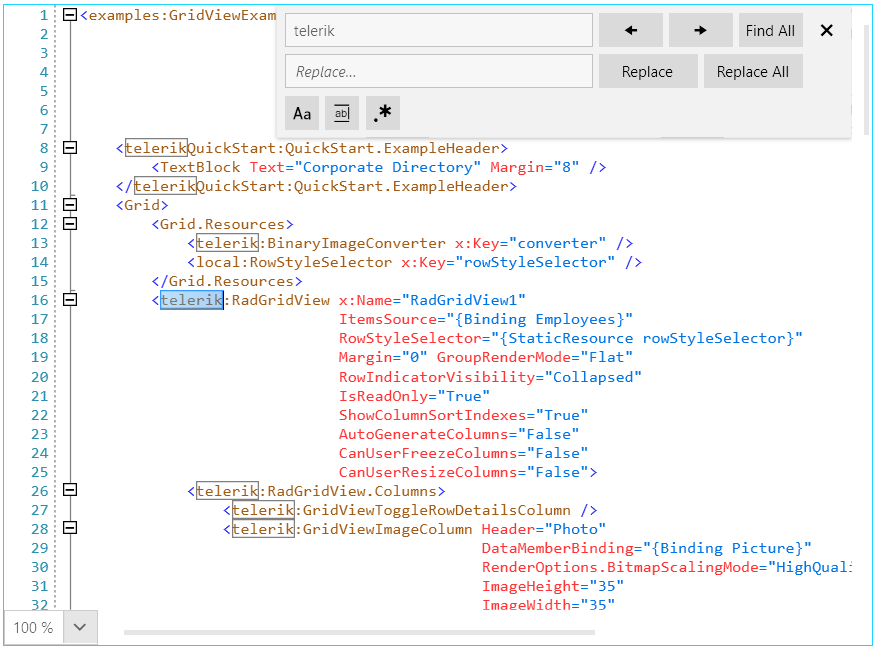 1 <examples:GridViewExam
telerik
Find All
2
3
Replace...
Replace
Replace All
4
5
6
Aa ab| .*
7
8 <telerikQuickStart:QuickStart.ExampleHeader>
9 <TextBlock Text="Corporate Directory" Margin="8" />
10 </telerikQuickStart:QuickStart.ExampleHeader>
11 <Grid>
12 <Grid.Resources>
13 <telerik:BinaryImageConverter x:Key="converter" />
14 <local:RowStyleSelector x:Key="rowStyleSelector" />
15 </Grid.Resources>
16 <telerik:RadGridView x:Name="RadGridView1"
17 ItemsSource="{Binding Employees}"
18 RowStyleSelector="{StaticResource rowStyleSelector}"
19 Margin="0" GroupRenderMode="Flat"
20 RowIndicatorVisibility="Collapsed"
21 IsReadOnly="True"
22 ShowColumnSortIndexes="True"
23 AutoGenerateColumns="False"
24 CanUserFreezeColumns="False"
25 CanUserResizeColumns="False">
26 <telerik:RadGridView.Columns>
27 <telerik:GridViewToggleRowDetailsColumn />
28 <telerik:GridViewImageColumn Header="Photo"
29 DataMemberBinding="{Binding Picture}"
30 RenderOptions.BitmapScalingMode="HighQuali
31 ImageHeight="35"
32 ImageWidth="35"
100 %